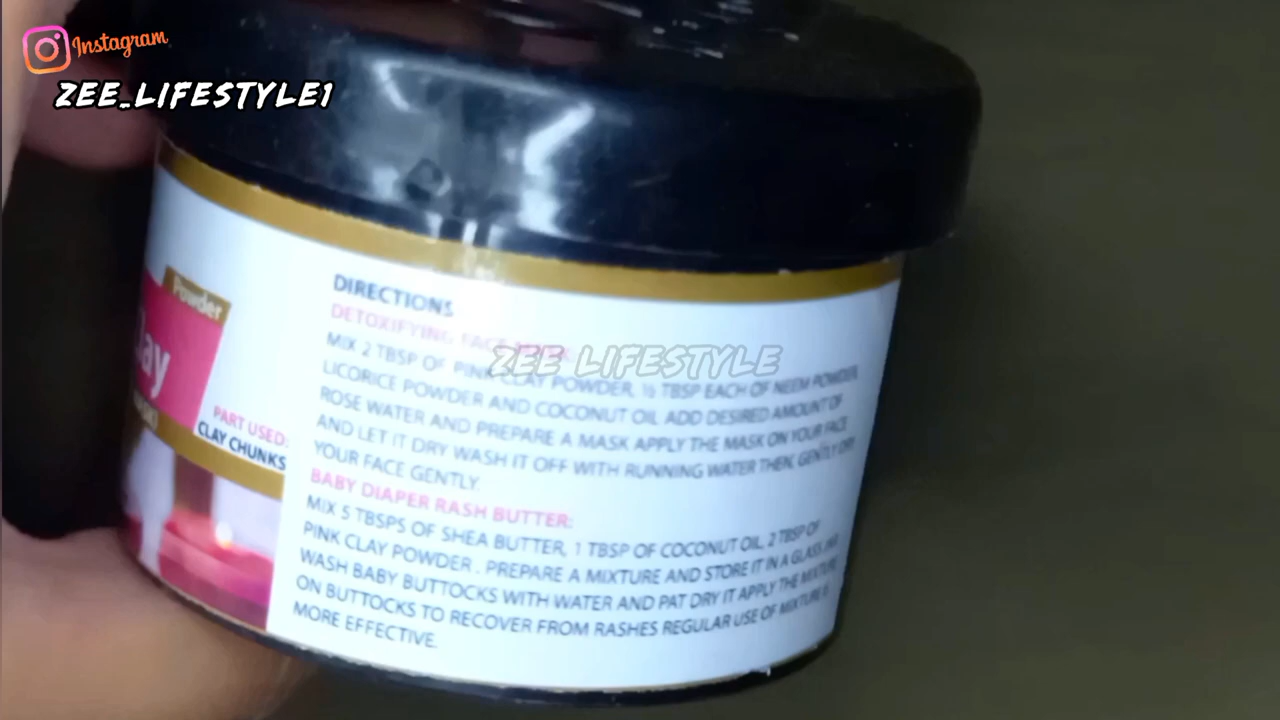 Instagram
ZEE_LIFESTYLE1
Powder
lay
PART USED:
CLAY CHUNKS
DIRECTIONS
DETOXIFYING FACE
ZEE LIFESTYLE
MIX 2 TBSP OF PINK CLAY POWDER, ½ TBSP EACH OF NEEM POWDER,
LICORICE POWDER AND COCONUT OIL ADD DESIRED AMOUNT OF
ROSE WATER AND PREPARE A MASK APPLY THE MASK ON YOUR FACE
AND LET IT DRY WASH IT OFF WITH RUNNING WATER THEN, GENTLY DRY
YOUR FACE GENTLY.
BABY DIAPER RASH BUTTER:
MIX 5 TBSPS OF SHEA BUTTER, 1 TBSP OF COCONUT OIL, 2 TBSP OF
PINK CLAY POWDER . PREPARE A MIXTURE AND STORE IT IN A GLASS JAR
WASH BABY BUTTOCKS WITH WATER AND PAT DRY IT APPLY THE MIXTURE
ON BUTTOCKS TO RECOVER FROM RASHES REGULAR USE OF MIXTURE IS
MORE EFFECTIVE.